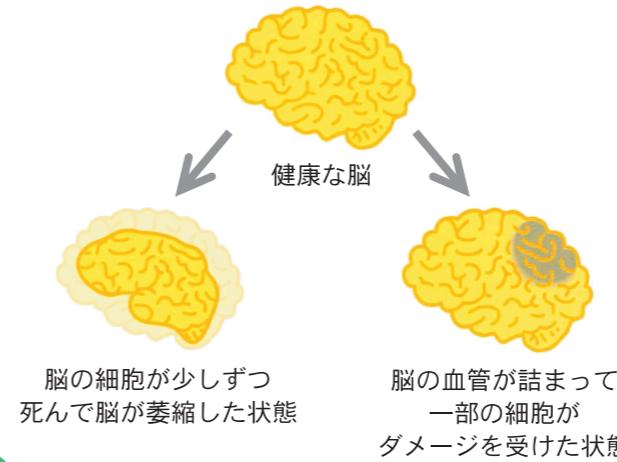 健康な脳
脳の細胞が少しずつ
死んで脳が萎縮した状態
脳の血管が詰まって
一部の細胞が
ダメージを受けた状態